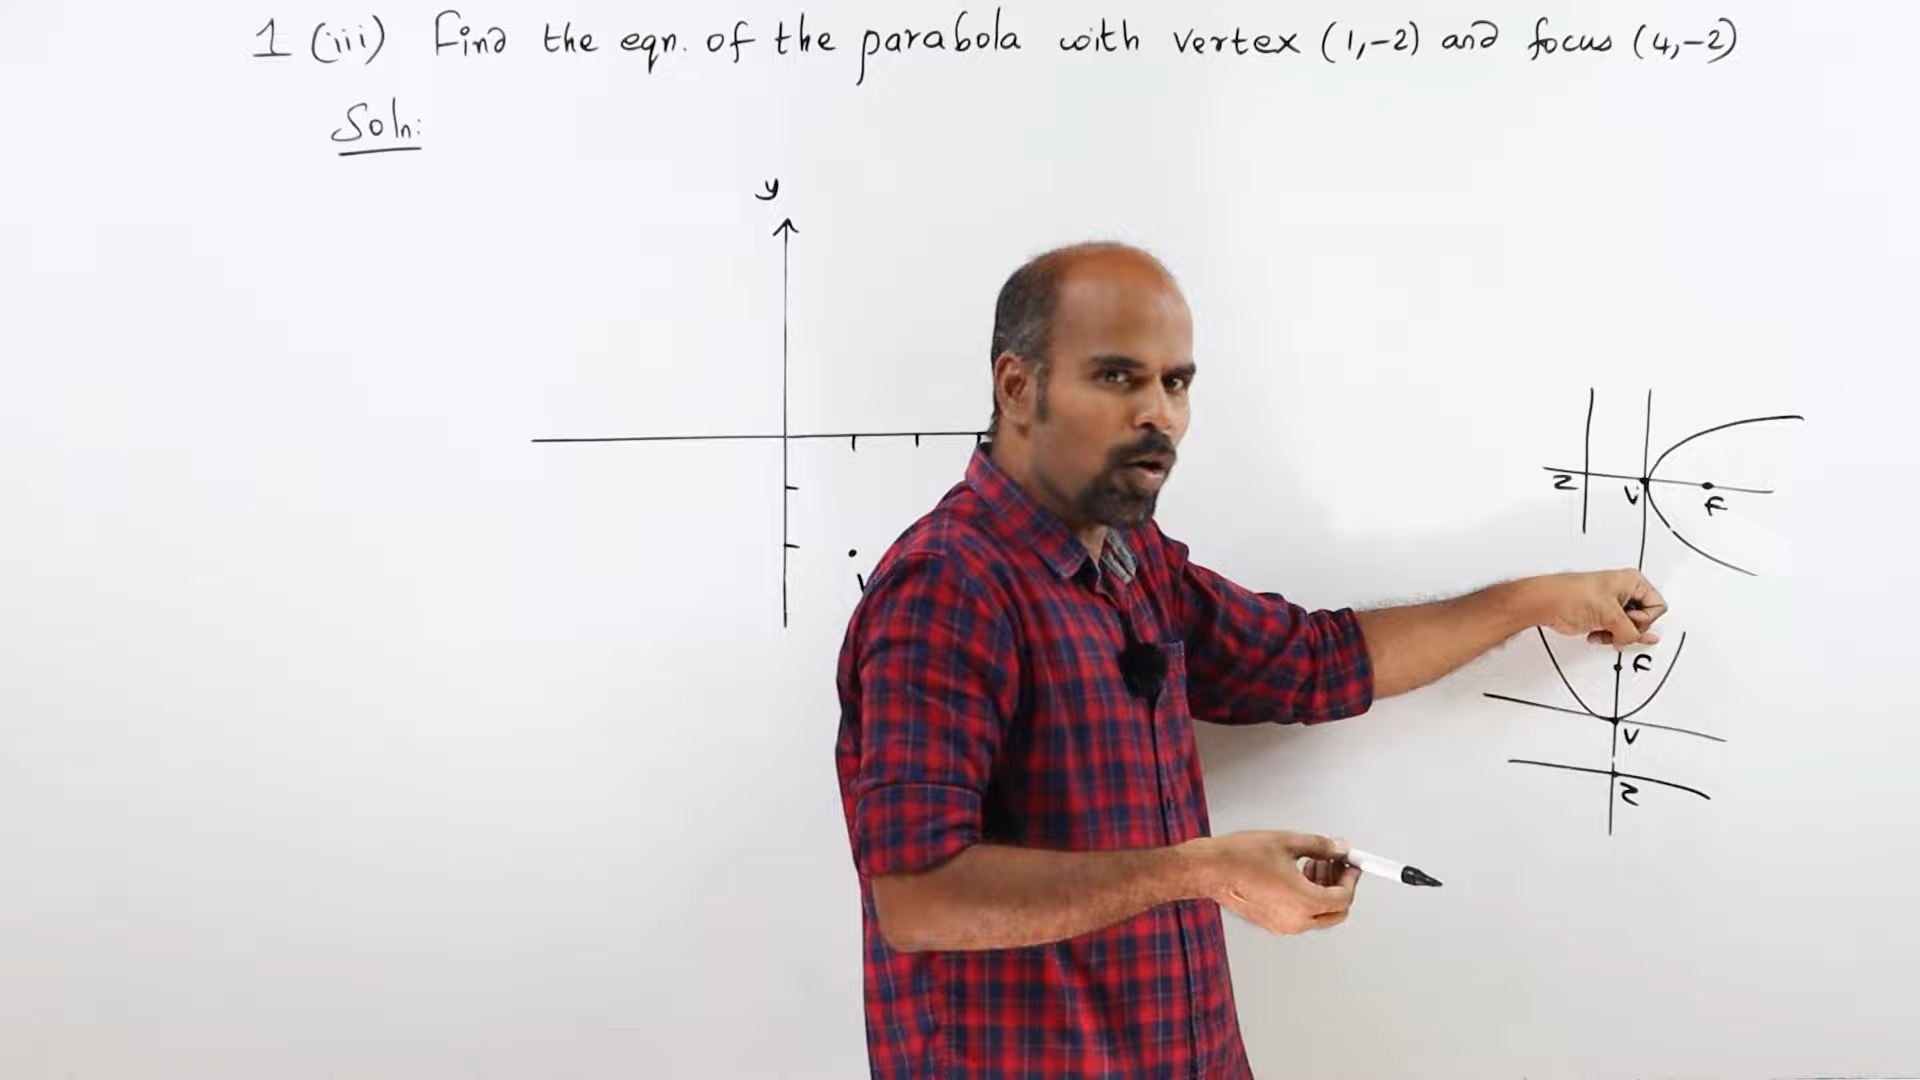 1 (iii) Find the eqn. of the parabola with vertex (1,-2) and focus (4,-2)
Soln:
y
Z V F
F
V
Z